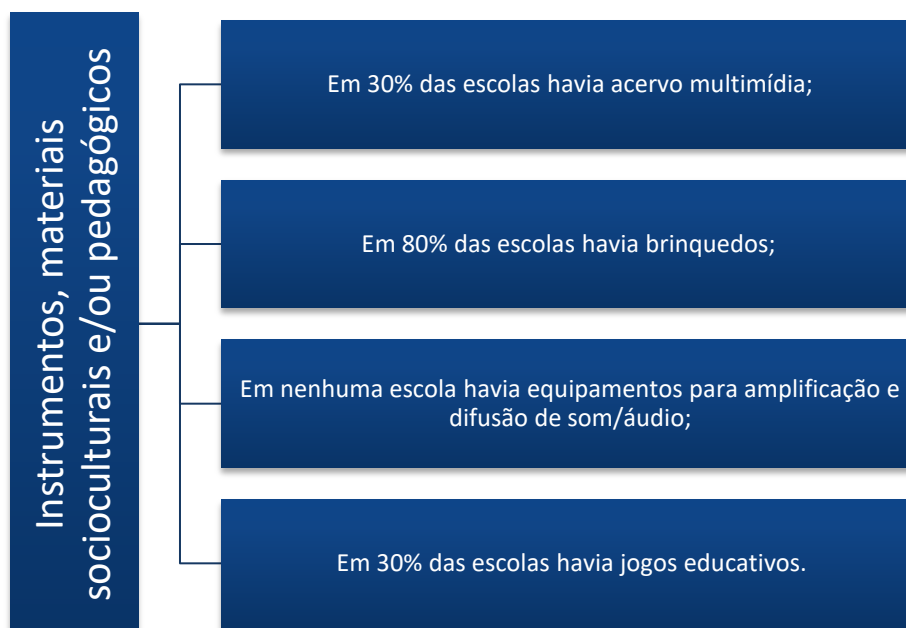 Instrumentos, materiais
socioculturais e/ou pedagógicos
Em 30% das escolas havia acervo multimídia;
Em 80% das escolas havia brinquedos;
Em nenhuma escola havia equipamentos para amplificação e
difusão de som/áudio;
Em 30% das escolas havia jogos educativos.